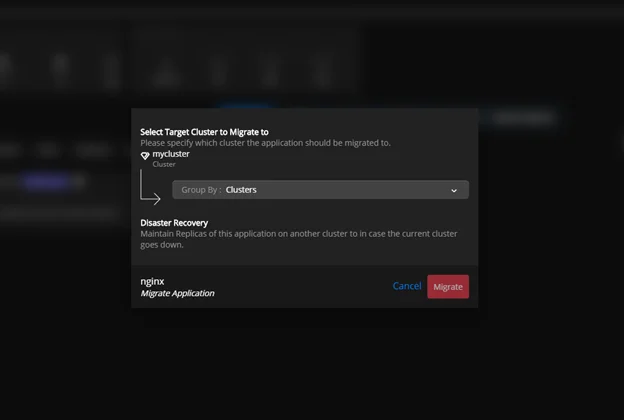 Select Target Cluster to Migrate to
Please specify which cluster the application should be migrated to.
mycluster
Cluster
Group By : Clusters
Disaster Recovery
Maintain Replicas of this application on another cluster to in case the current cluster
goes down.
nginx
Migrate Application
Cancel
Migrate